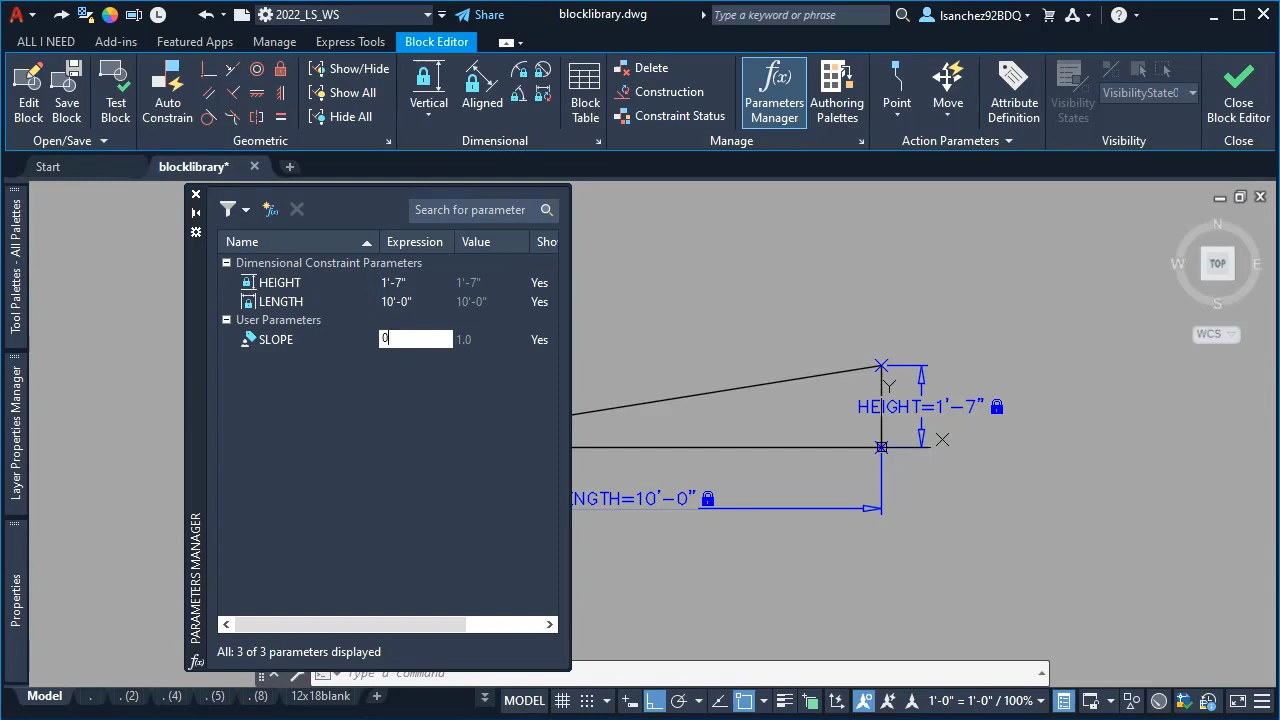 2022_LS_WS
Share
blocklibrary.dwg
Type a keyword or phrase
lsanchez92BDQ
ALL I NEED
Add-ins
Featured Apps
Manage
Express Tools
Block Editor
Edit Block
Save Block
Test Block
Open/Save
Auto Constrain
Show/Hide
Show All
Hide All
Geometric
Vertical
Aligned
Dimensional
Block Table
Delete
Construction
Constraint Status
f(x)
Parameters Manager
Authoring Palettes
Manage
Point
Move
Action Parameters
Attribute Definition
Visibility States
VisibilityState0
Visibility
Close Block Editor
Close
Start
blocklibrary*
Tool Palettes - All Palettes
Layer Properties Manager
Properties
PARAMETERS MANAGER
f(x)
Search for parameter
Name
Expression
Value
Sho
Dimensional Constraint Parameters
HEIGHT 1'-7" 1'-7" Yes
LENGTH 10'-0" 10'-0" Yes
User Parameters
SLOPE 0 1.0 Yes
All: 3 of 3 parameters displayed
N
W TOP E
S
WCS
Y
HEIGHT=1'-7"
X
ENGTH=10'-0"
Type a command
Model
.
. (2)
. (4)
. (5)
. (8)
12x18blank
MODEL
1'-0" = 1'-0" / 100%